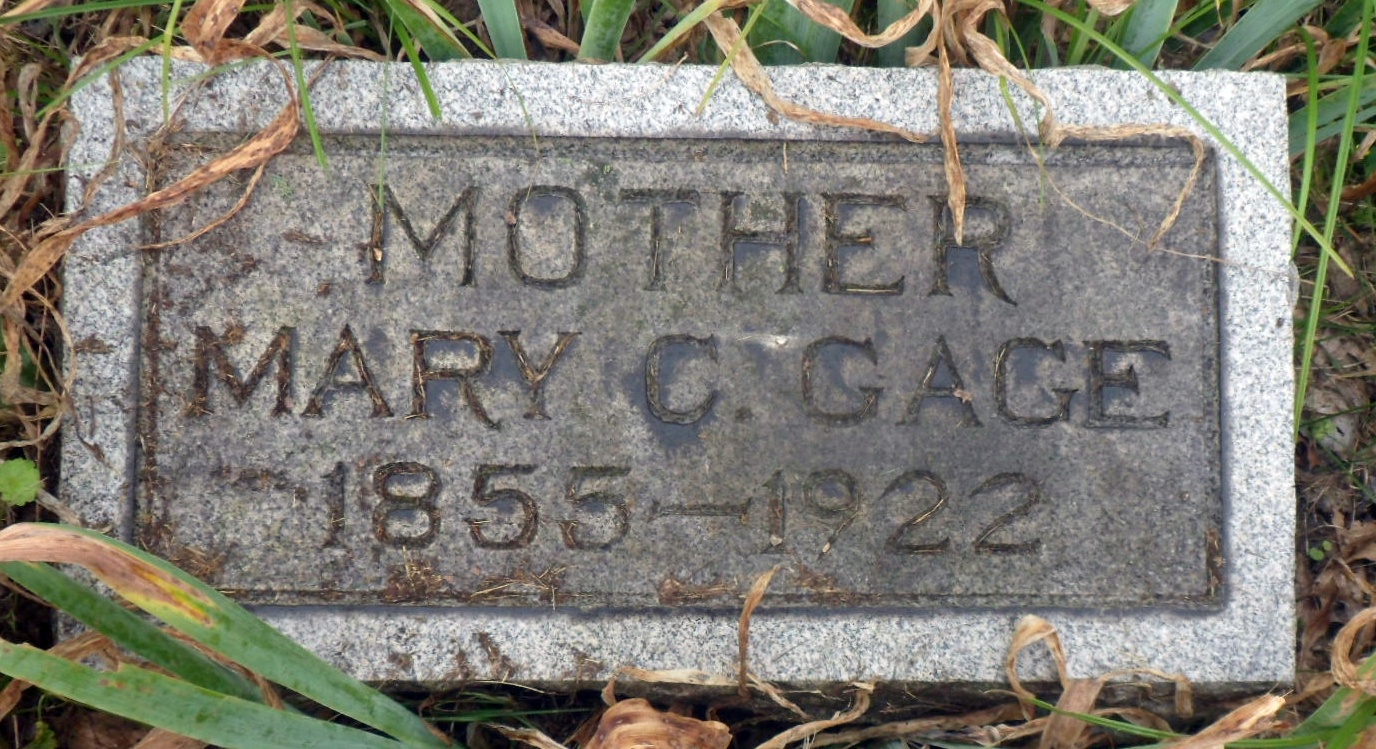 MOTHER
MARY C. GAGE
1855—1922